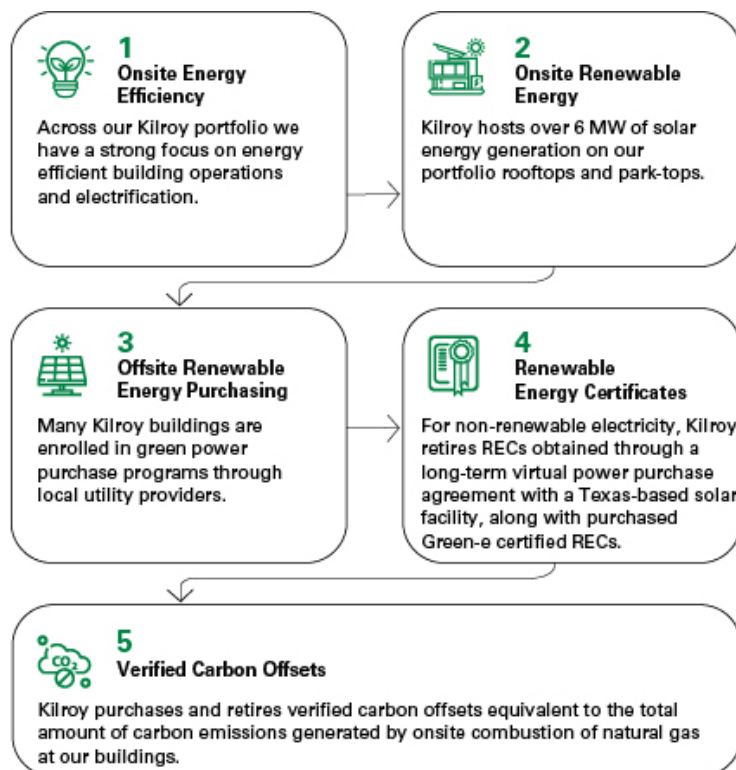 1
Onsite Energy
Efficiency
Across our Kilroy portfolio we
have a strong focus on energy
efficient building operations
and electrification.
2
Onsite Renewable
Energy
Kilroy hosts over 6 MW of solar
energy generation on our
portfolio rooftops and park-tops.
3
Offsite Renewable
Energy Purchasing
Many Kilroy buildings are
enrolled in green power
purchase programs through
local utility providers.
4
Renewable
Energy Certificates
For non-renewable electricity, Kilroy
retires RECs obtained through a
long-term virtual power purchase
agreement with a Texas-based solar
facility, along with purchased
Green-e certified RECs.
CO₂
5
Verified Carbon Offsets
Kilroy purchases and retires verified carbon offsets equivalent to the total
amount of carbon emissions generated by onsite combustion of natural gas
at our buildings.